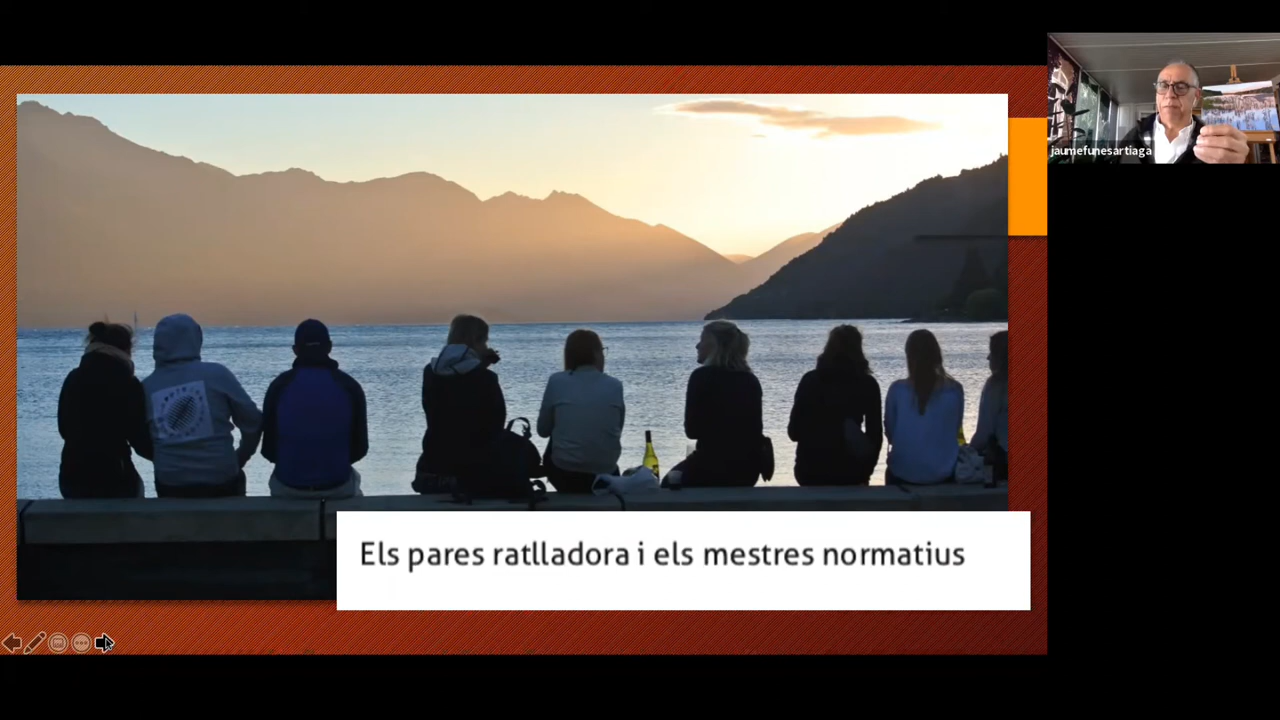 jaumefunesartiaga
Els pares ratlladora i els mestres normatius